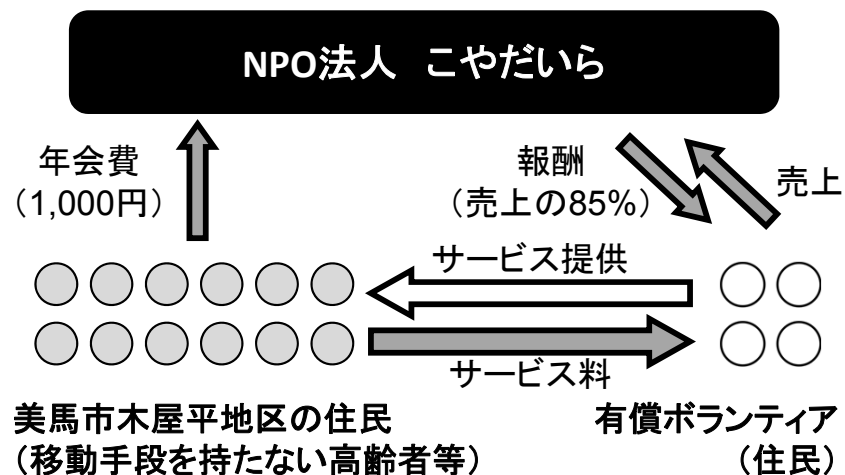 NPO法人　こやだいら
年会費
（1,000円）
報酬
（売上の85%）
売上
サービス提供
サービス料
美馬市木屋平地区の住民
（移動手段を持たない高齢者等）
有償ボランティア
（住民）